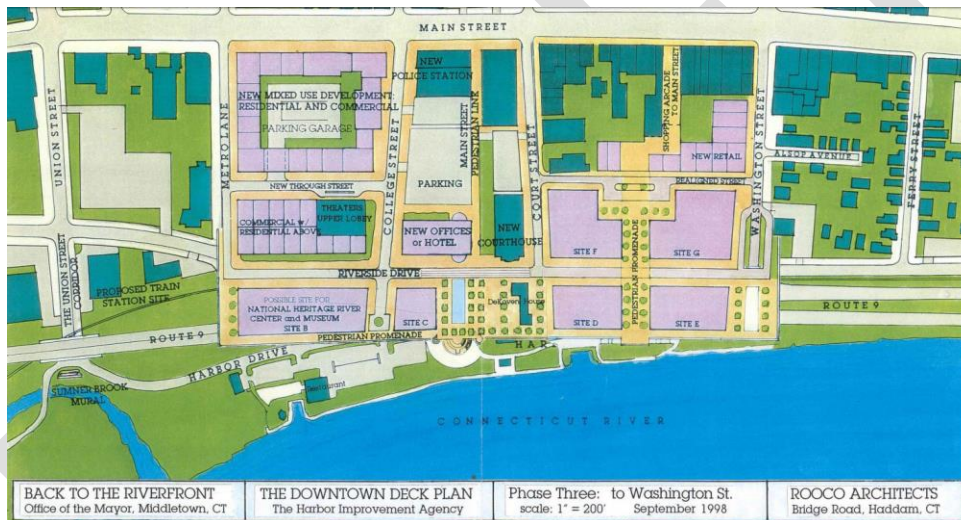 MAIN STREET
NEW
POLICE STATION
NEW MIXED USE DEVELOPMENT:
RESIDENTIAL AND COMMERCIAL
PARKING GARAGE
MAIN STREET
PEDESTRIAN LINK
SHOPPING ARCADE
TO MAIN STREET
UNION STREET
METRO LANE
COLLEGE STREET
COURT STREET
WASHINGTON STREET
FERRY STREET
ALSOP AVENUE
NEW RETAIL
NEW THROUGH STREET
PARKING
REALIGNED STREET
THEATERS
UPPER LOBBY
COMMERCIAL w/
RESIDENTIAL ABOVE
NEW OFFICES
or HOTEL
NEW
COURTHOUSE
SITE F
SITE G
PEDESTRIAN PROMENADE
RIVERSIDE DRIVE
THE UNION STREET
CORRIDOR
PROPOSED TRAIN
STATION SITE
POSSIBLE SITE FOR
NATIONAL HERITAGE RIVER
CENTER and MUSEUM
SITE B
SITE C
DeKoven House
SITE D
SITE E
ROUTE 9
ROUTE 9
PEDESTRIAN PROMENADE
HARBOR DRIVE
HAR
SUMNER BROOK
MURAL
Restaurant
CONNECTICUT RIVER
BACK TO THE RIVERFRONT
Office of the Mayor, Middletown, CT
THE DOWNTOWN DECK PLAN
The Harbor Improvement Agency
Phase Three: to Washington St.
scale: 1" = 200' September 1998
ROOCO ARCHITECTS
Bridge Road, Haddam, CT